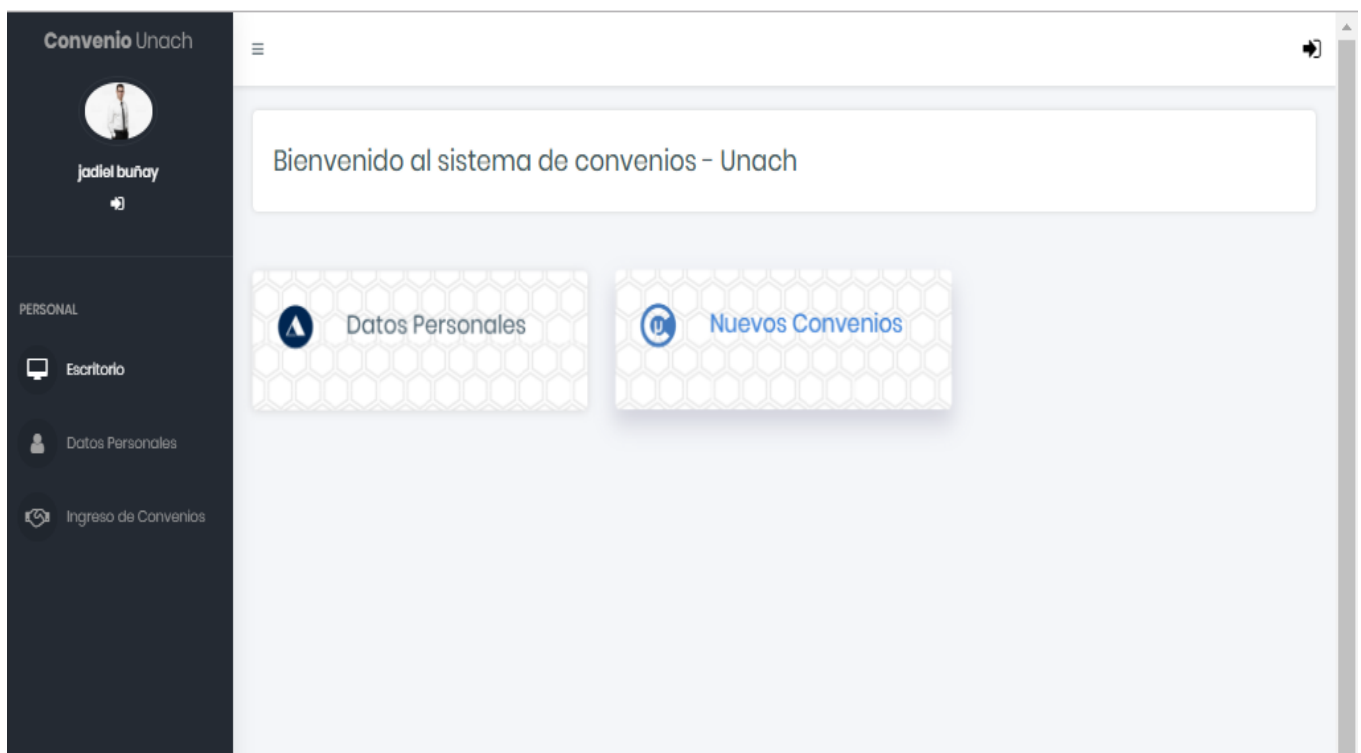 Convenio Unach
jadiel buñay
PERSONAL
Escritorio
Datos Personales
Ingreso de Convenios
Bienvenido al sistema de convenios - Unach
Datos Personales
Nuevos Convenios